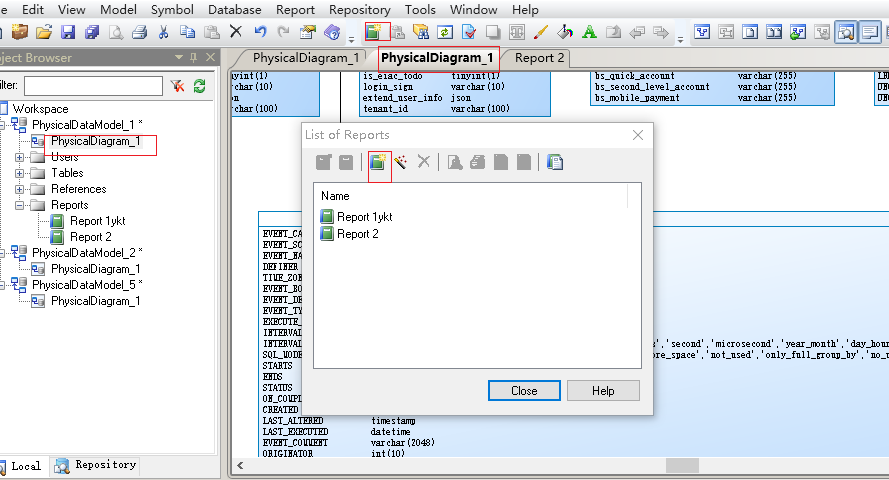 Edit View Model Symbol Database Report Repository Tools Window Help
ject Browser
PhysicalDiagram_1 PhysicalDiagram_1 Report 2
ilter:
Workspace
PhysicalDataModel_1 *
PhysicalDiagram_1
Users
Tables
References
Reports
Report 1ykt
Report 2
PhysicalDataModel_2 *
PhysicalDiagram_1
PhysicalDataModel_5 *
PhysicalDiagram_1
Local Repository
nyint(1)
rchar(10)
on
rchar(100)
is_eiac_todo tinyint(1)
login_sign varchar(10)
extend_user_info json
tenant_id varchar(100)
bs_quick_account varchar(255)
bs_second_level_account varchar(255)
bs_mobile_payment varchar(255)
List of Reports
Name
Report 1ykt
Report 2
Close Help
EVENT_CA
EVENT_SC
EVENT_NA
DEFINER
TIME_ZON
EVENT_BO
EVENT_DE
EVENT_TY
EXECUTE_
INTERVAL
INTERVAL ','second','microsecond','year_month','day_hour
SQL_MODE re_space','not_used','only_full_group_by','no_u
STARTS
ENDS
STATUS
ON_COMPL
CREATED
LAST_ALTERED timestamp
LAST_EXECUTED datetime
EVENT_COMMENT varchar(2048)
ORIGINATOR int(10)